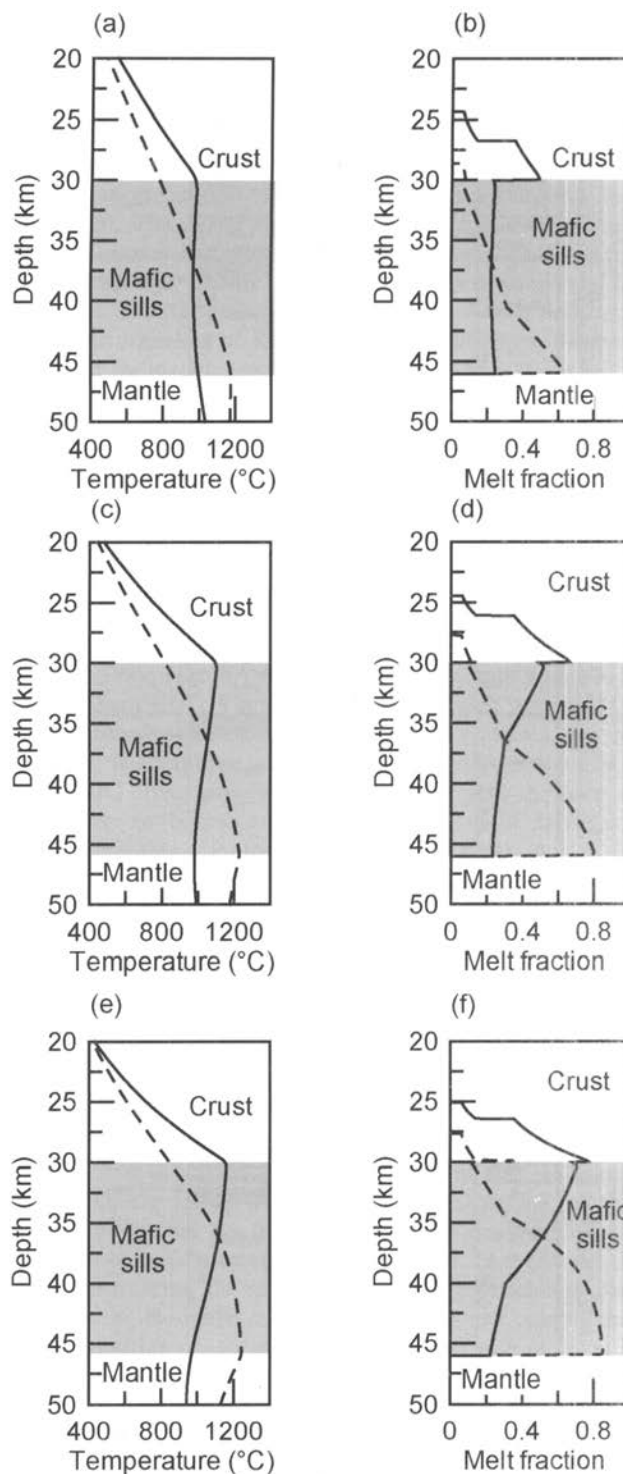 (a)
20
25
30
35
40
45
50
Depth (km)
Crust
Mafic
sills
Mantle
400
800
1200
Temperature (°C)
(b)
20
25
30
35
40
45
50
Depth (km)
Crust
Mafic
sills
Mantle
0
0.4
0.8
Melt fraction
(c)
20
25
30
35
40
45
50
Depth (km)
Crust
Mafic
sills
Mantle
400
800
1200
Temperature (°C)
(d)
20
25
30
35
40
45
50
Depth (km)
Crust
Mafic
sills
Mantle
0
0.4
0.8
Melt fraction
(e)
20
25
30
35
40
45
50
Depth (km)
Crust
Mafic
sills
Mantle
400
800
1200
Temperature (°C)
(f)
20
25
30
35
40
45
50
Depth (km)
Crust
Mafic
sills
Mantle
0
0.4
0.8
Melt fraction